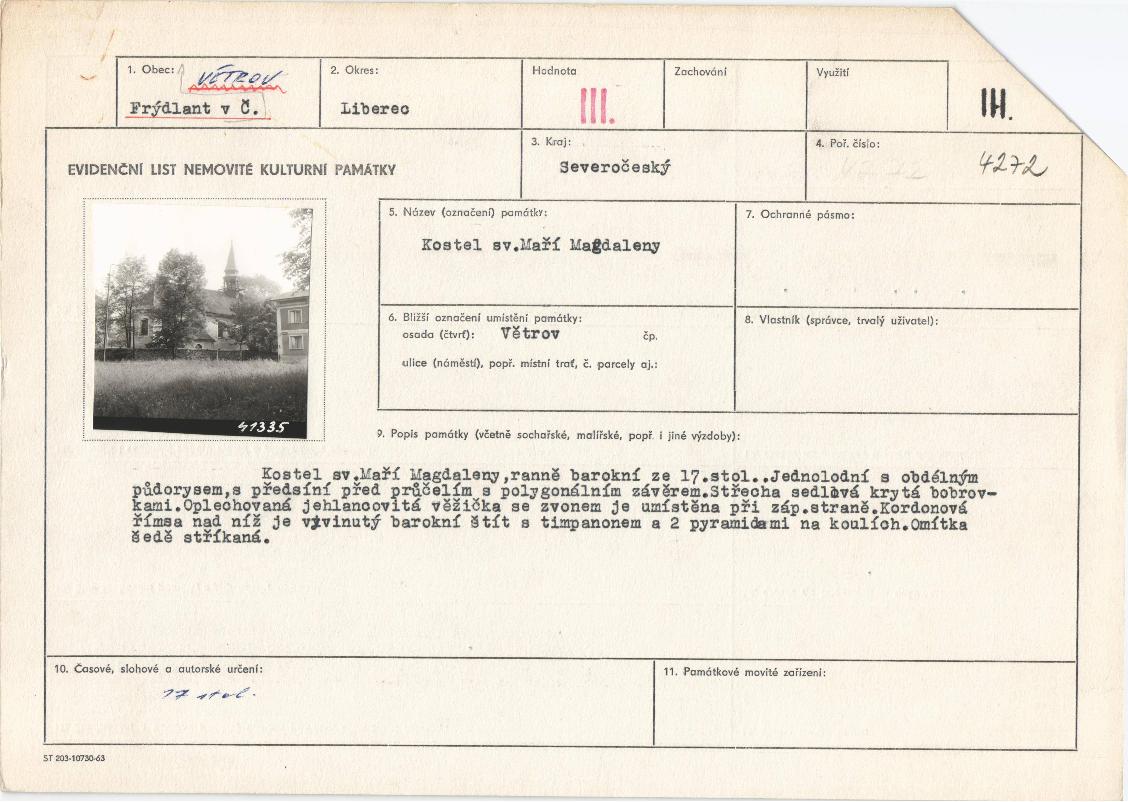 1. Obec: VĚTROV
Frýdlant v Č.
2. Okres:
Liberec
Hodnota
III.
Zachování
Využití
III.
EVIDENČNÍ LIST NEMOVITÉ KULTURNÍ PAMÁTKY
3. Kraj:
Severočeský
4. Poř. číslo:
4272
41335
5. Název (označení) památky:
Kostel sv.Maří Magdaleny
7. Ochranné pásmo:
6. Bližší označení umístění památky:
osada (čtvrť): Větrov čp.
ulice (náměstí), popř. místní trať, č. parcely aj.:
8. Vlastník (správce, trvalý uživatel):
9. Popis památky (včetně sochařské, malířské, popř. i jiné výzdoby):
Kostel sv.Maří Magdaleny,ranně barokní ze 17.stol..Jednolodní s obdélným
půdorysem,s předsíní před průčelím s polygonálním závěrem.Střecha sedlová krytá bobrov-
kami.Oplechovaná jehlancovitá věžička se zvonem je umístěna při záp.straně.Kordonová
římsa nad níž je vyvinutý barokní štít s timpanonem a 2 pyramidami na koulích.Omítka
šedě stříkaná.
10. Časové, slohové a autorské určení:
17 stol.
11. Památkové movité zařízení:
ST 203-10730-63